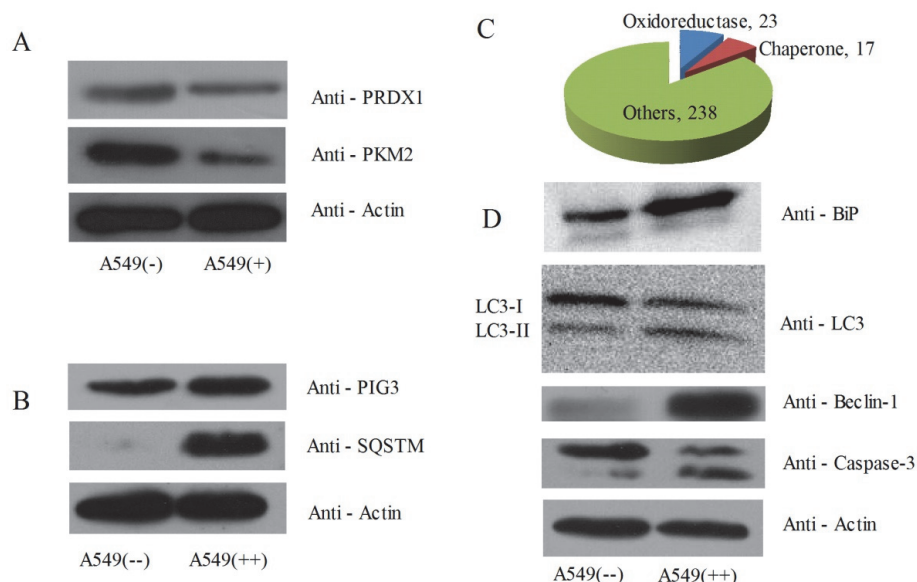 A
Anti - PRDX1
Anti - PKM2
Anti - Actin
A549(-) A549(+)
B
Anti - PIG3
Anti - SQSTM
Anti - Actin
A549(--) A549(++)
C
Oxidoreductase, 23
Chaperone, 17
Others, 238
D
Anti - BiP
LC3-I
LC3-II
Anti - LC3
Anti - Beclin-1
Anti - Caspase-3
Anti - Actin
A549(--) A549(++)